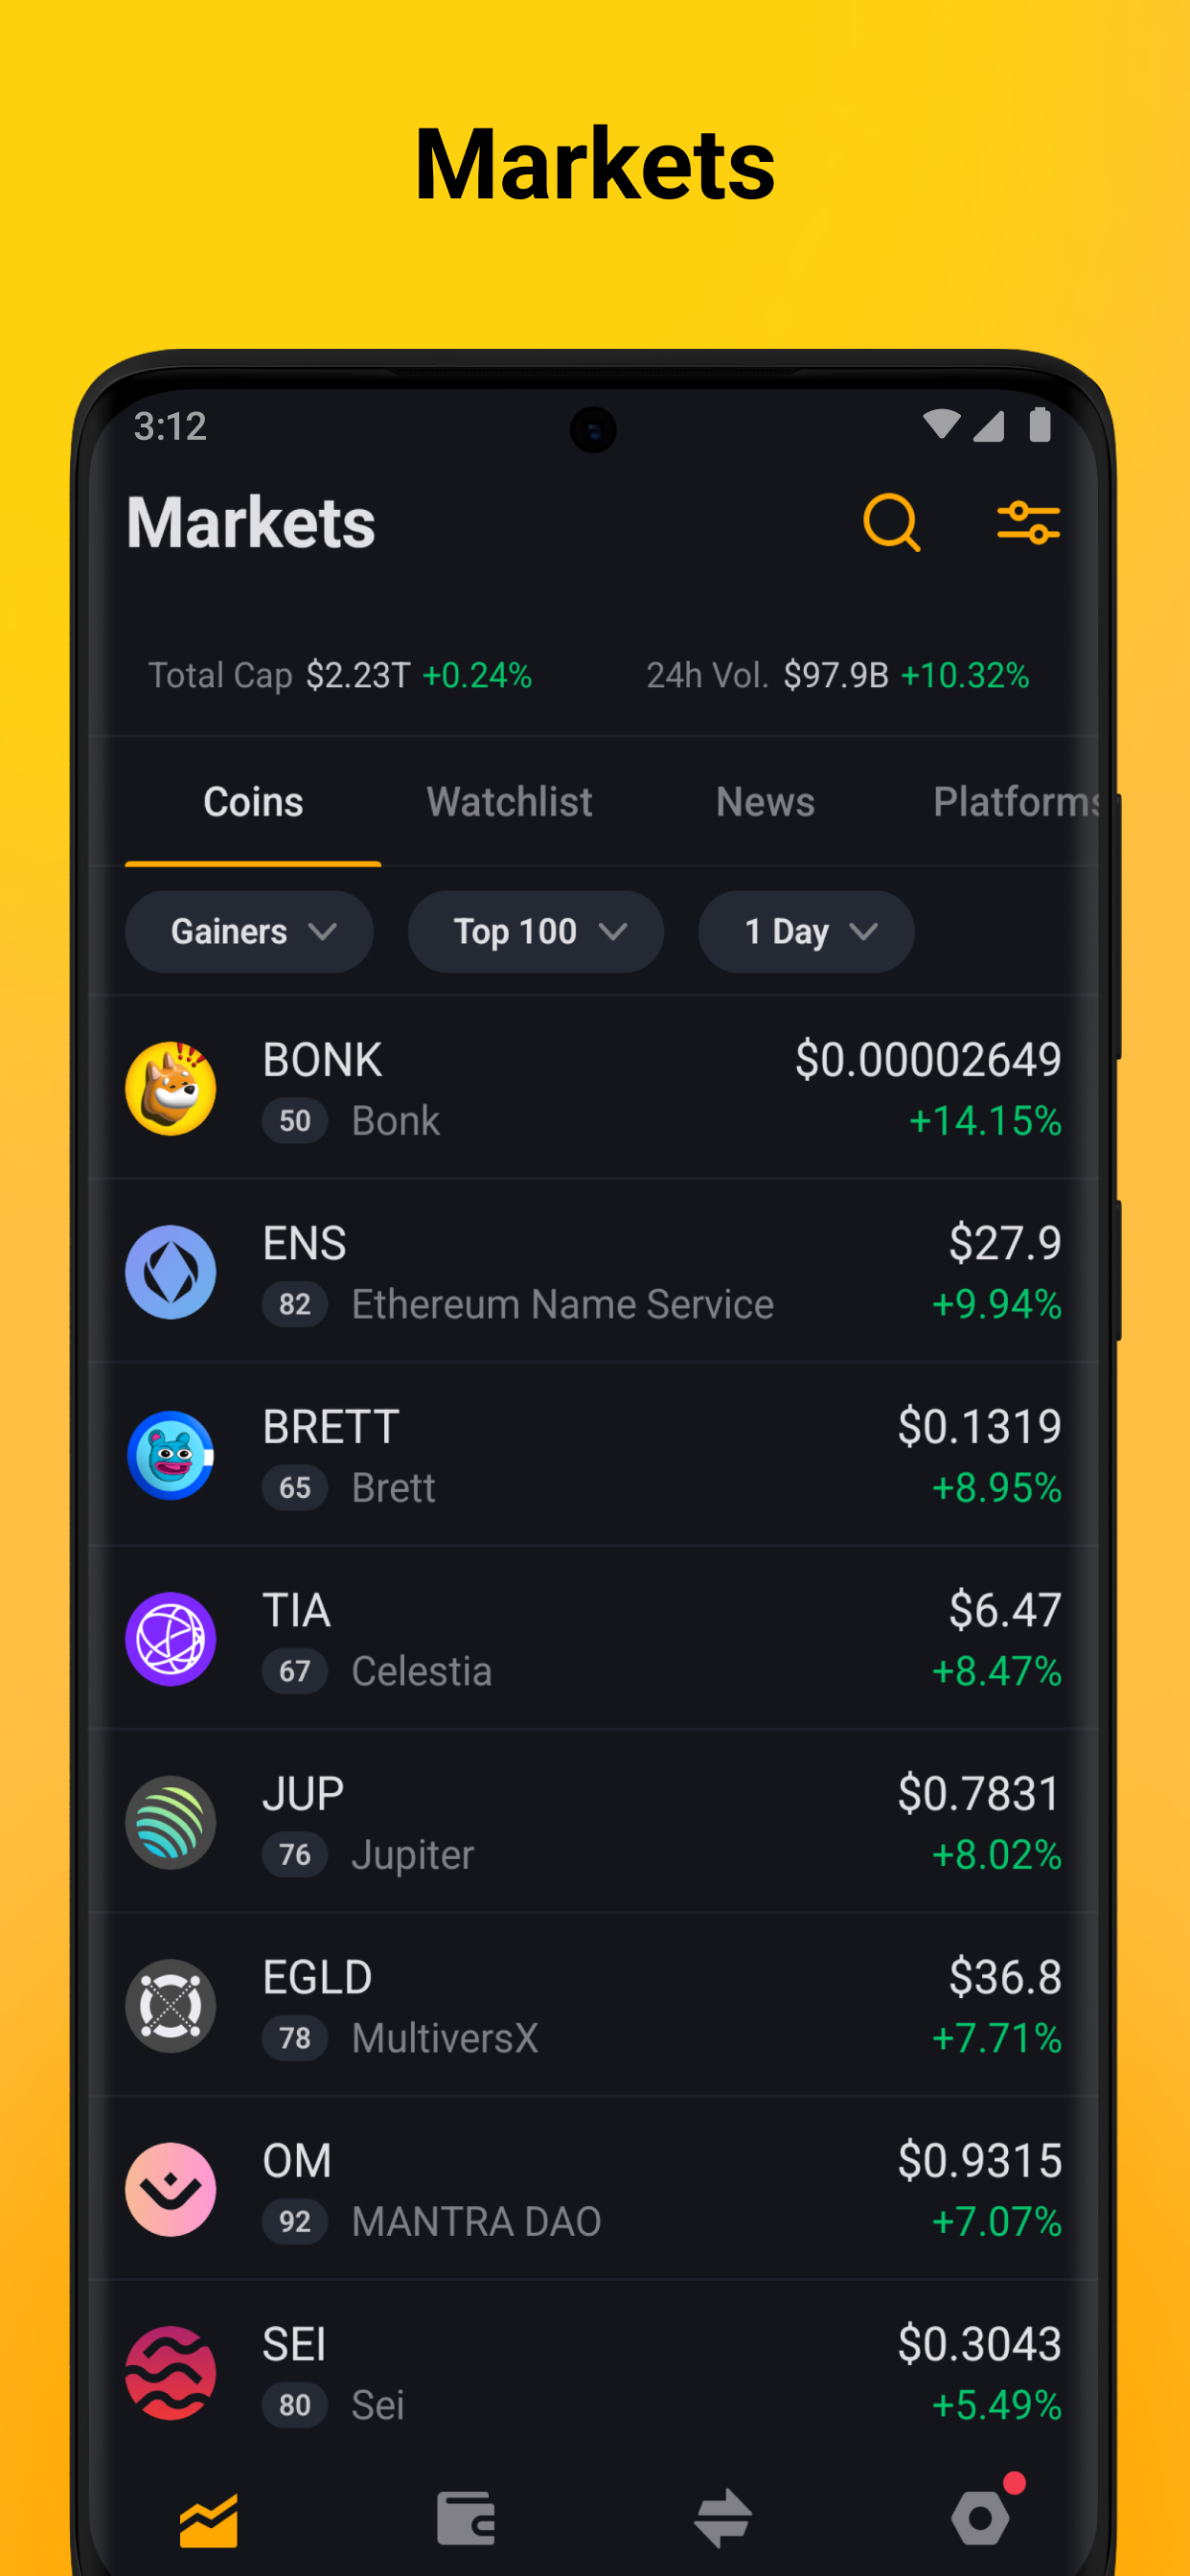 Markets
3:12
Markets
Total Cap $2.23T +0.24% 24h Vol. $97.9B +10.32%
Coins Watchlist News Platforms
Gainers Top 100 1 Day
BONK $0.00002649
50 Bonk +14.15%
ENS $27.9
82 Ethereum Name Service +9.94%
BRETT $0.1319
65 Brett +8.95%
TIA $6.47
67 Celestia +8.47%
JUP $0.7831
76 Jupiter +8.02%
EGLD $36.8
78 MultiversX +7.71%
OM $0.9315
92 MANTRA DAO +7.07%
SEI $0.3043
80 Sei +5.49%